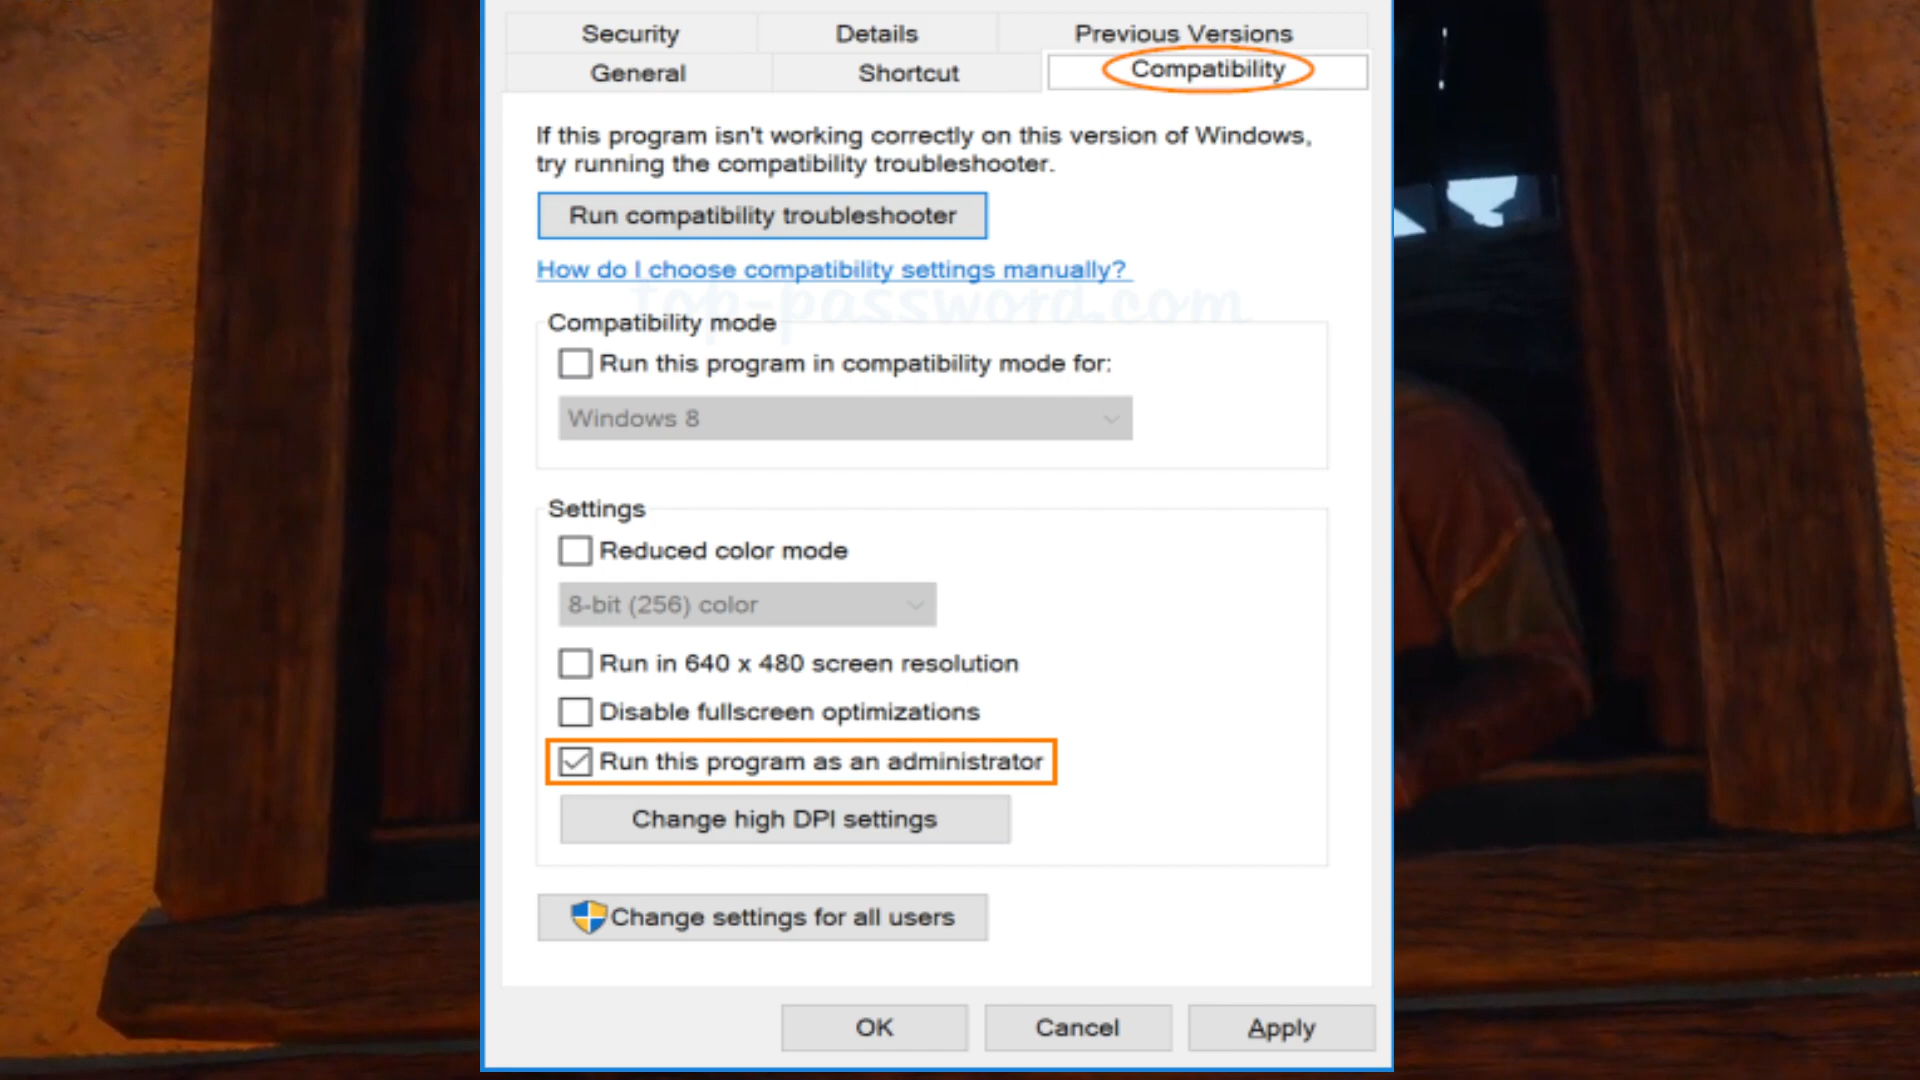 Security Details Previous Versions
General Shortcut Compatibility
If this program isn't working correctly on this version of Windows,
try running the compatibility troubleshooter.
Run compatibility troubleshooter
How do I choose compatibility settings manually?
top-password.com
Compatibility mode
Run this program in compatibility mode for:
Windows 8
Settings
Reduced color mode
8-bit (256) color
Run in 640 x 480 screen resolution
Disable fullscreen optimizations
Run this program as an administrator
Change high DPI settings
Change settings for all users
OK Cancel Apply